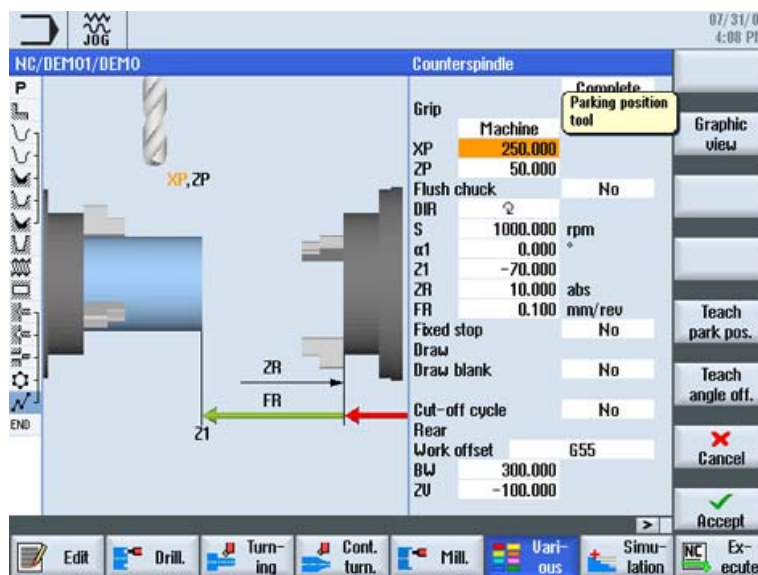 07/31/0
JOG
4:08 PM
NC/DEMO1/DEMO
Counterspindle
P
Complete
Parking position
tool
Grip
Machine
XP 250.000
ZP 50.000
Flush chuck No
DIR
S 1000.000 rpm
α1 0.000 °
Z1 -70.000
ZR 10.000 abs
FR 0.100 mm/rev
Fixed stop No
Draw
Draw blank No
Cut-off cycle No
Rear
Work offset G55
BW 300.000
ZV -100.000
XP, ZP
ZR
FR
Z1
END
Graphic
view
Teach
park pos.
Teach
angle off.
Cancel
Accept
>
Edit
Drill.
Turn-
ing
Cont.
turn.
Mill.
Vari-
ous
Simu-
lation
NC
Ex-
ecute